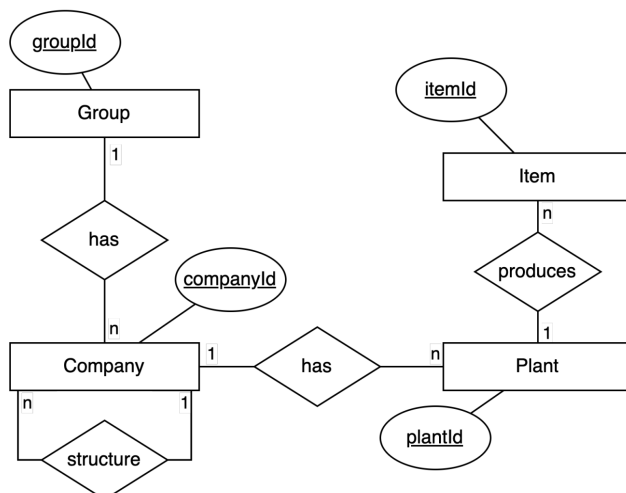 groupId
Group
1
itemId
Item
n
has
companyId
produces
n
1
Company
1
has
n
Plant
n
1
structure
plantId